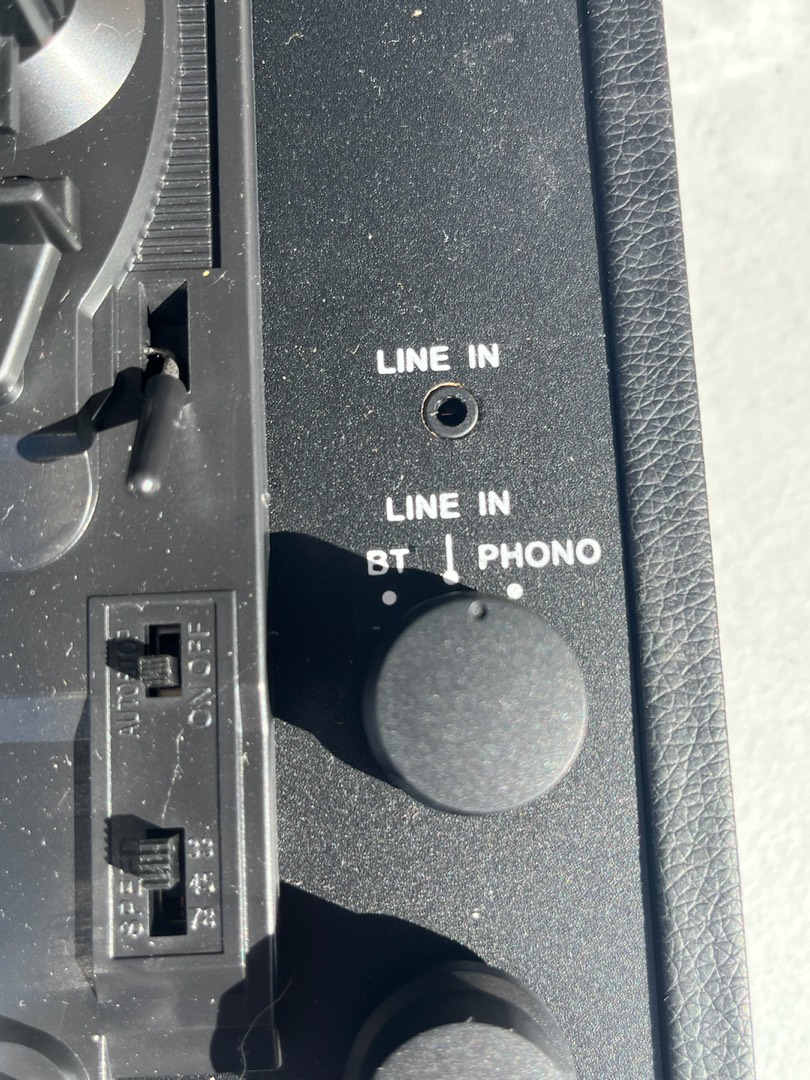 LINE IN
LINE IN
BT PHONO
AUTO STOP
ON OFF
SPEED
33
45
78